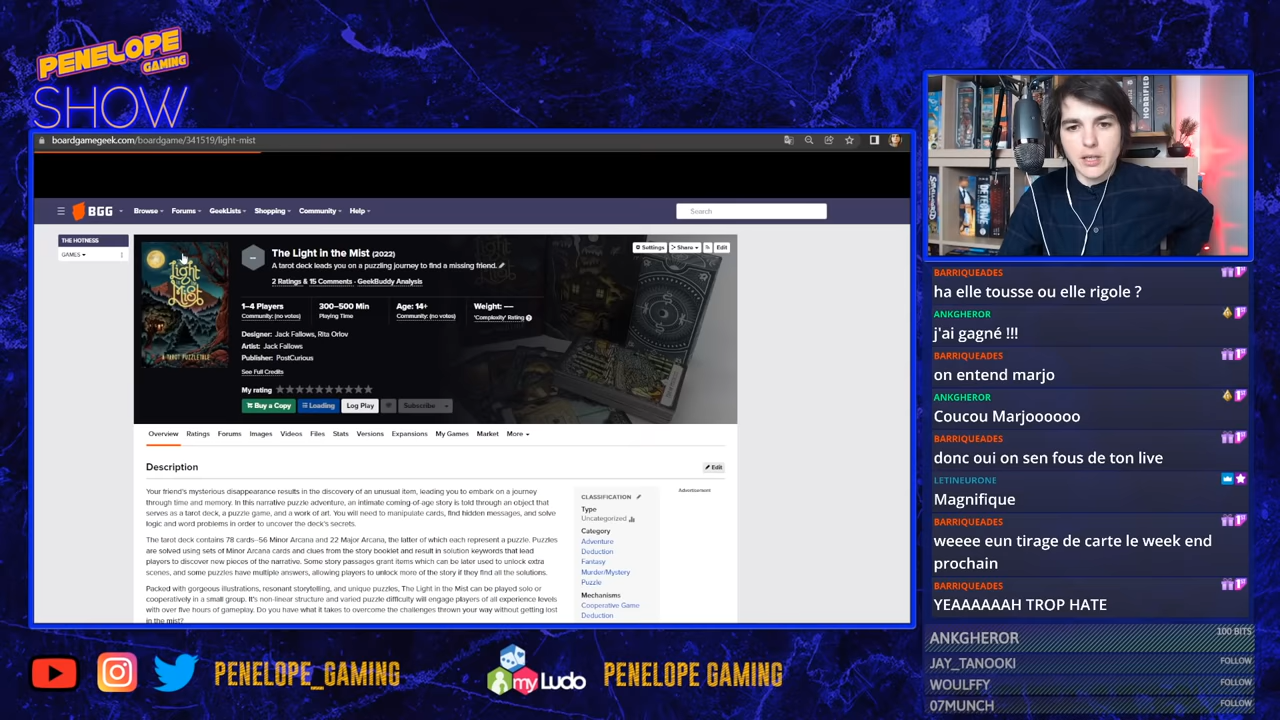 PENELOPE
GAMING
SHOW
boardgamegeek.com/boardgame/341519/light-mist
BGG
Browse
Forums
GeekLists
Shopping
Community
Help
Search
THE HOTNESS
GAMES
Light
in the
Mist
A TAROT PUZZLE TALE
--
The Light in the Mist (2022)
A tarot deck leads you on a puzzling journey to find a missing friend.
Settings
Share
Edit
2 Ratings & 15 Comments · GeekBuddy Analysis
1–4 Players
Community: (no votes)
300–500 Min
Playing Time
Age: 14+
Community: (no votes)
Weight: —
'Complexity' Rating
Designer: Jack Fallows, Rita Orlov
Artist: Jack Fallows
Publisher: PostCurious
See Full Credits
My rating
Buy a Copy
Loading
Log Play
Subscribe
Overview
Ratings
Forums
Images
Videos
Files
Stats
Versions
Expansions
My Games
Market
More
Description
Edit
Your friend's mysterious disappearance results in the discovery of an unusual item, leading you to embark on a journey
through time and memory. In this narrative puzzle adventure, an intimate coming-of-age story is told through an object that
serves as a tarot deck, a puzzle game, and a work of art. You will need to manipulate cards, find hidden messages, and solve
logic and word problems in order to uncover the deck's secrets.
The tarot deck contains 78 cards–56 Minor Arcana and 22 Major Arcana, the latter of which each represent a puzzle. Puzzles
are solved using sets of Minor Arcana cards and clues from the story booklet and result in solution keywords that lead
players to discover new pieces of the narrative. Some story passages grant items which can be later used to unlock extra
scenes, and some puzzles have multiple answers, allowing players to unlock more of the story if they find all the solutions.
Packed with gorgeous illustrations, resonant storytelling, and unique puzzles, The Light in the Mist can be played solo or
cooperatively in a small group. It's non-linear structure and varied puzzle difficulty will engage players of all experience levels
with over five hours of gameplay. Do you have what it takes to overcome the challenges thrown your way without getting lost
in the mist?
CLASSIFICATION
Type
Uncategorized
Category
Adventure
Deduction
Fantasy
Murder/Mystery
Puzzle
Mechanisms
Cooperative Game
Deduction
Advertisement
HORRIFIED
DETECTIVE
BARRIQUEADES
ha elle tousse ou elle rigole ?
ANKGHEROR
j'ai gagné !!!
BARRIQUEADES
on entend marjo
ANKGHEROR
Coucou Marjoooooo
BARRIQUEADES
donc oui on sen fous de ton live
LETINEURONE
Magnifique
BARRIQUEADES
weeee eun tirage de carte le week end
prochain
BARRIQUEADES
YEAAAAAAH TROP HATE
ANKGHEROR
100 BITS
JAY_TANOOKI
FOLLOW
WOULFFY
FOLLOW
07MUNCH
FOLLOW
PENELOPE_GAMING
myLudo
PENELOPE GAMING